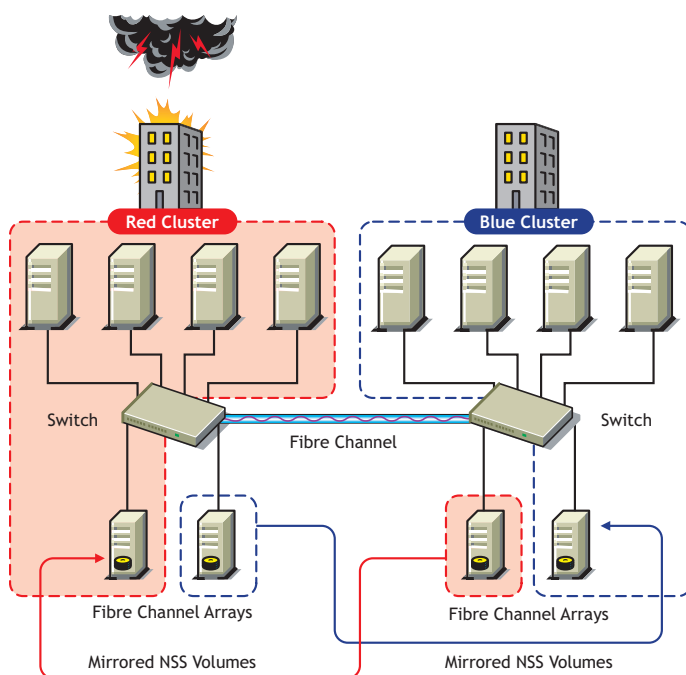 Red Cluster
Blue Cluster
Switch
Fibre Channel
Switch
Fibre Channel Arrays
Fibre Channel Arrays
Mirrored NSS Volumes
Mirrored NSS Volumes